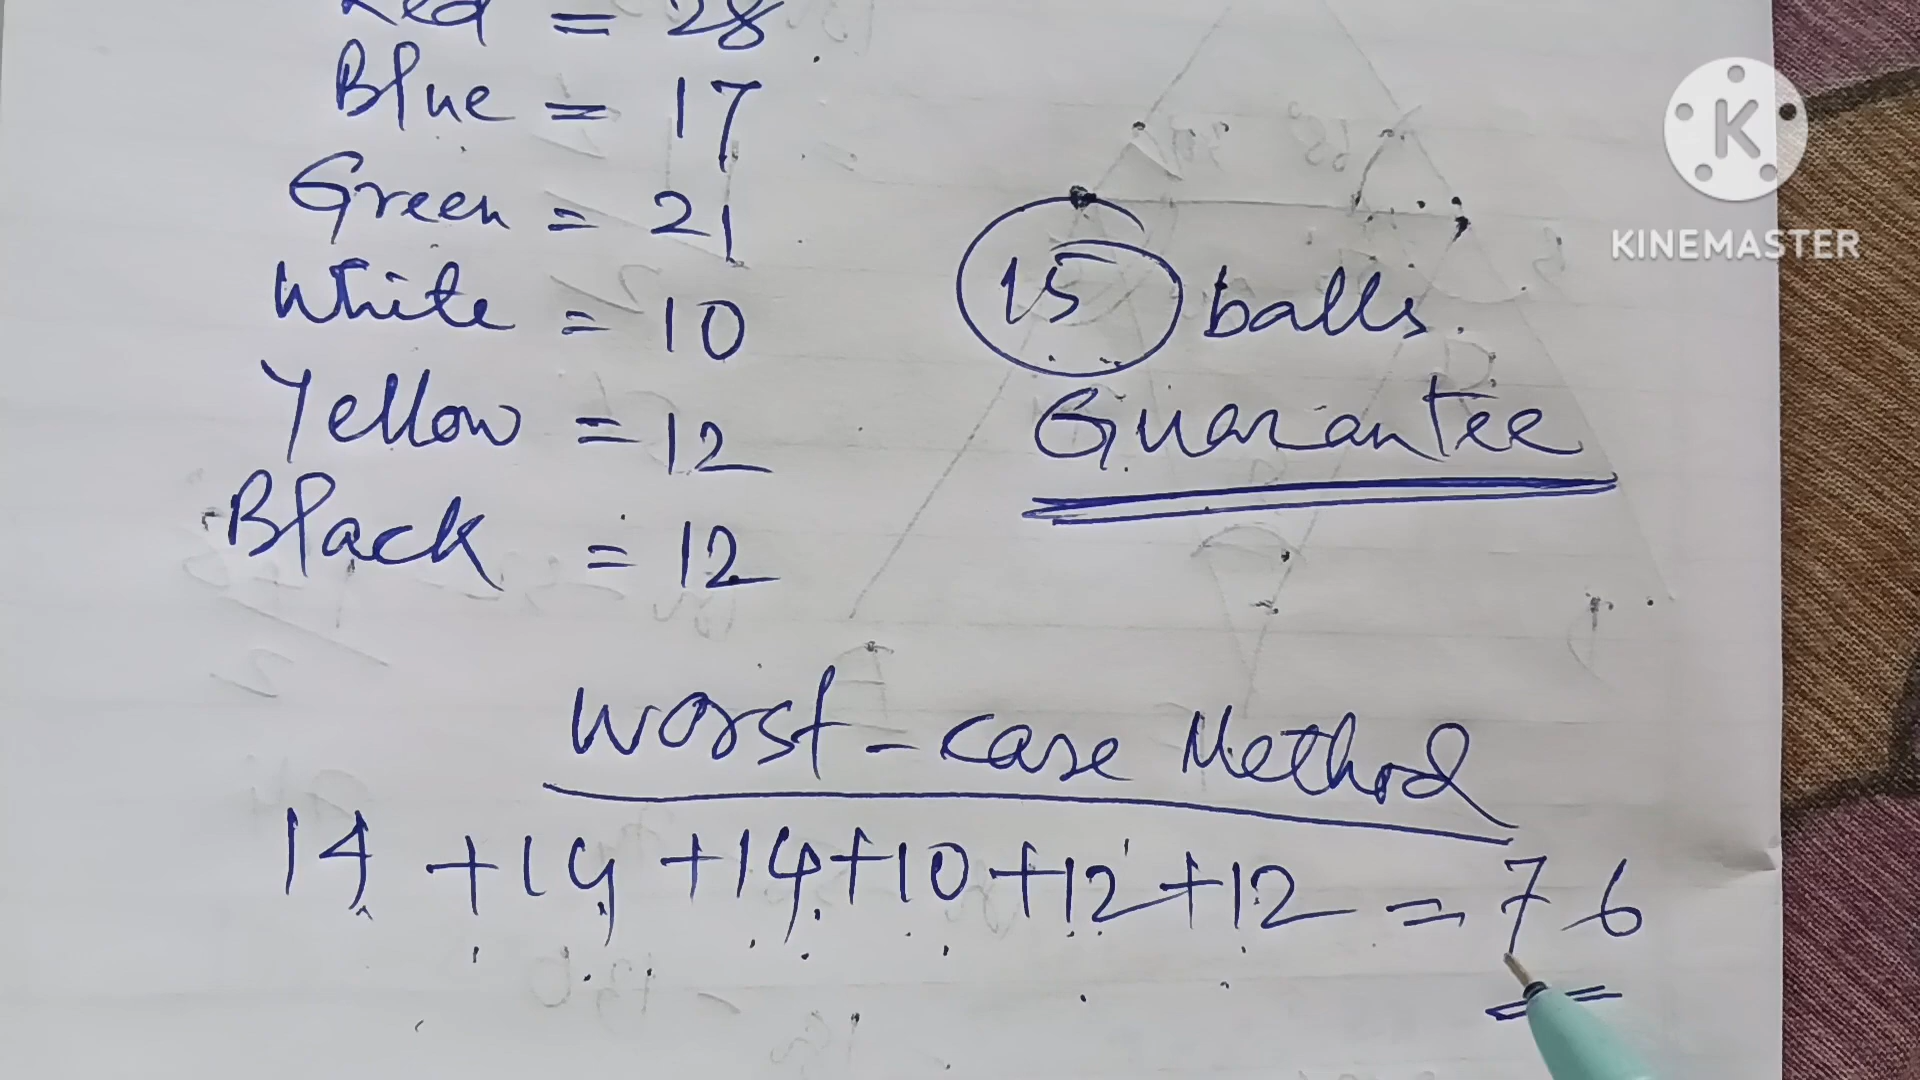 Red = 28
Blue = 17
Green = 21
White = 10
Yellow = 12
Black = 12
15 balls.
Guarantee
Worst-case Method
14 + 14 + 14 + 10 + 12 + 12 = 76
K
KINEMASTER